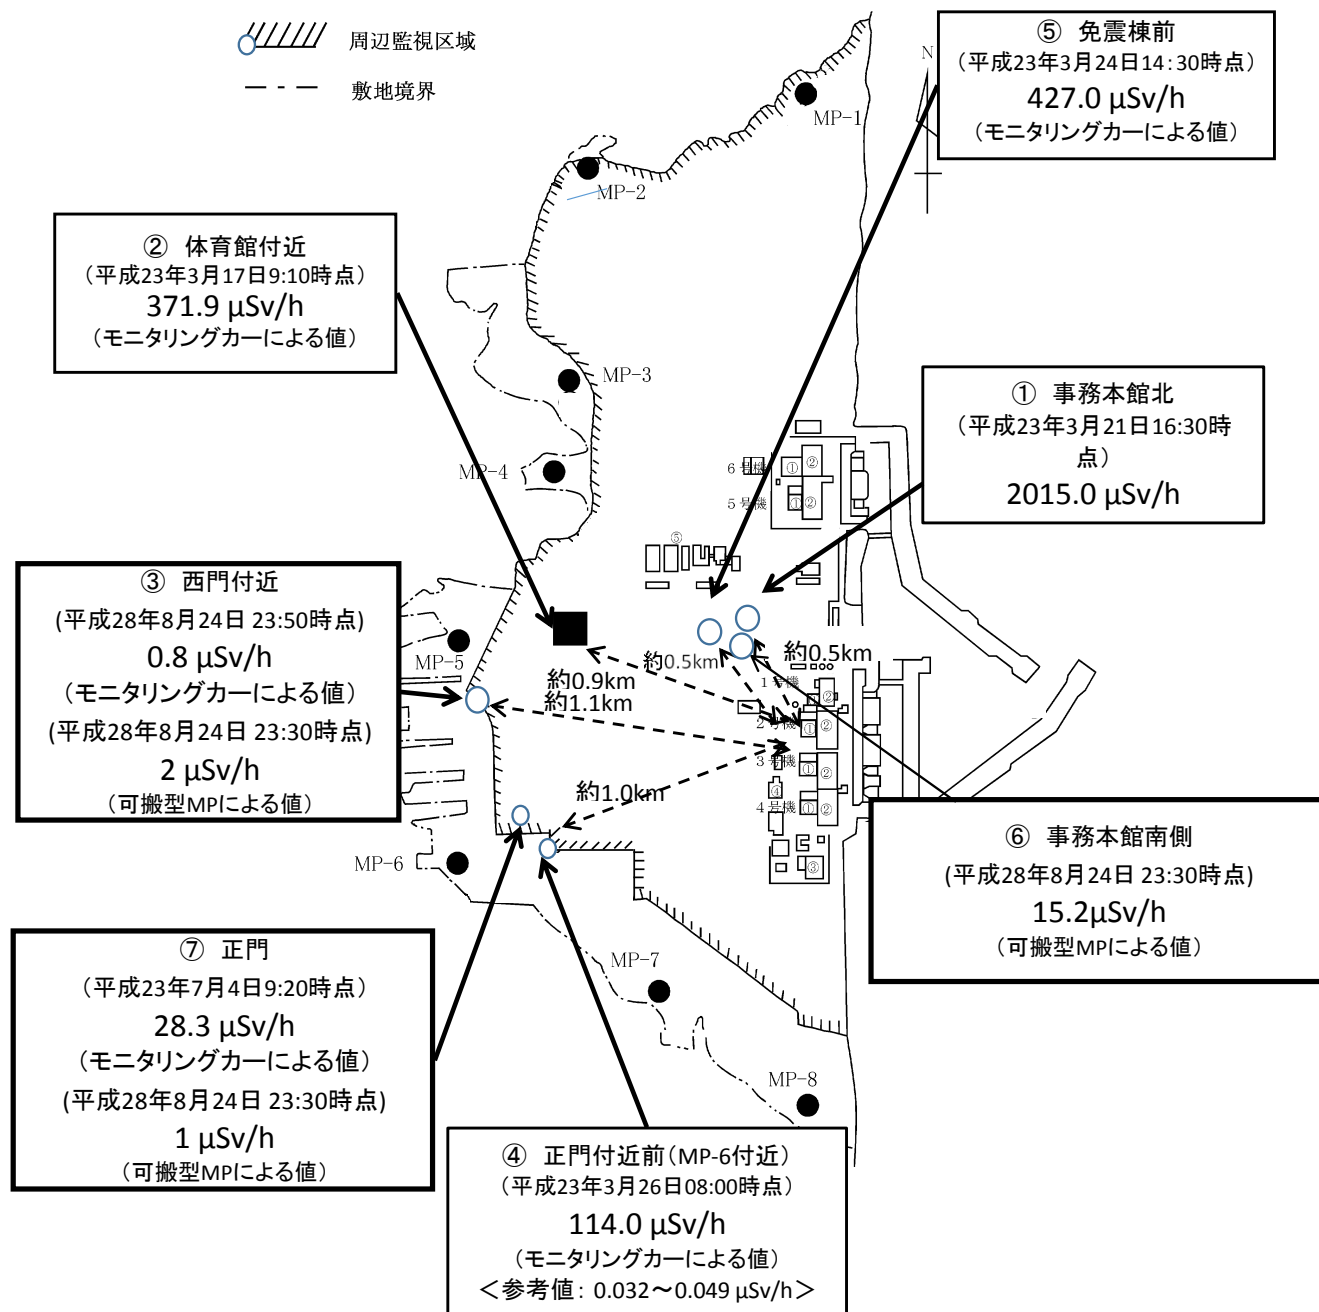 周辺監視区域
敷地境界
⑤ 免震棟前
(平成23年3月24日14:30時点)
427.0 μSv/h
(モニタリングカーによる値)
N
MP-1
MP-2
② 体育館付近
(平成23年3月17日9:10時点)
371.9 μSv/h
(モニタリングカーによる値)
MP-3
① 事務本館北
(平成23年3月21日16:30時
点)
2015.0 μSv/h
MP-4
6号機
① ②
5号機
① ②
⑤
③ 西門付近
(平成28年8月24日 23:50時点)
0.8 μSv/h
(モニタリングカーによる値)
(平成28年8月24日 23:30時点)
2 μSv/h
(可搬型MPによる値)
MP-5
約0.5km
約0.5km
約0.9km
約1.1km
1号機
②
2号機
① ②
3号機
① ②
④
4号機
① ②
③
約1.0km
MP-6
⑥ 事務本館南側
(平成28年8月24日 23:30時点)
15.2μSv/h
(可搬型MPによる値)
⑦ 正門
(平成23年7月4日9:20時点)
28.3 μSv/h
(モニタリングカーによる値)
(平成28年8月24日 23:30時点)
1 μSv/h
(可搬型MPによる値)
MP-7
MP-8
④ 正門付近前(MP-6付近)
(平成23年3月26日08:00時点)
114.0 μSv/h
(モニタリングカーによる値)
<参考値: 0.032~0.049 μSv/h>